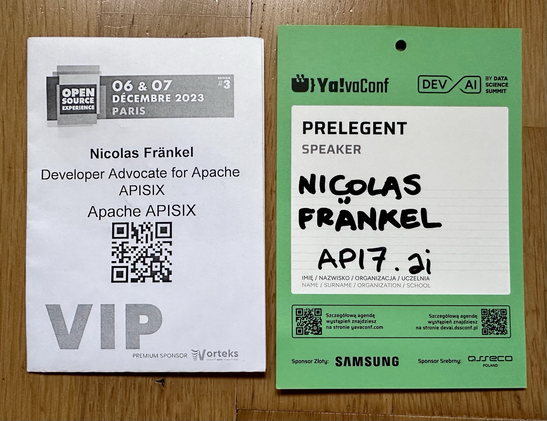 OPEN
SOURCE
EXPERIENCE
06 & 07
DÉCEMBRE 2023
PARIS
#3
Nicolas Fränkel
Developer Advocate for Apache
APISIX
Apache APISIX
VIP
PREMIUM SPONSOR
Vorteks
Ya!vaConf
DEV AI
BY DATA
SCIENCE
SUMMIT
PRELEGENT
SPEAKER
NICOLAS
FRÄNKEL
API7.ai
IMIĘ / NAZWISKO / ORGANIZACJA / UCZELNIA
NAME / SURNAME / ORGANIZATION / SCHOOL
Szczegółową agendę
wystąpień znajdziesz
na stronie yavaconf.com
Szczegółową agendę
wystąpień znajdziesz
na stronie devai.dssconf.pl
Sponsor Złoty: SAMSUNG
Sponsor Srebrny: asseco
POLAND